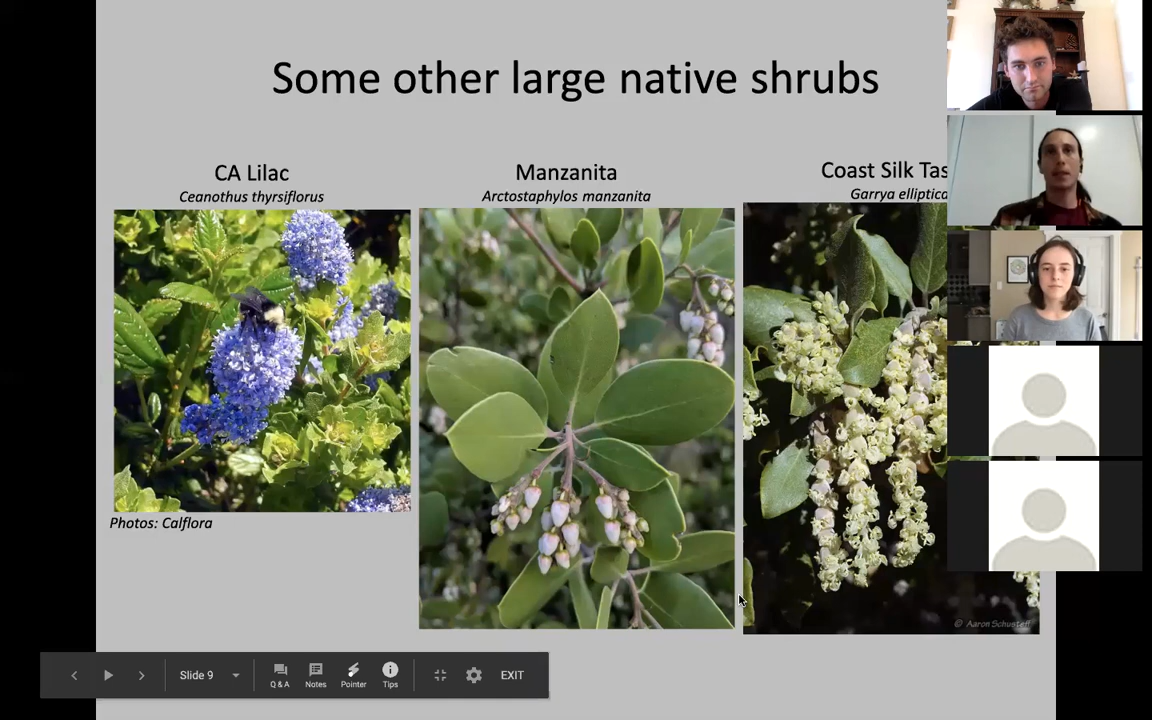 Some other large native shrubs
CA Lilac
Ceanothus thyrsiflorus
Manzanita
Arctostaphylos manzanita
Coast Silk Tas
Garrya elliptica
Photos: Calflora
© Aaron Schusteff
Slide 9
Q & A
Notes
Pointer
Tips
EXIT